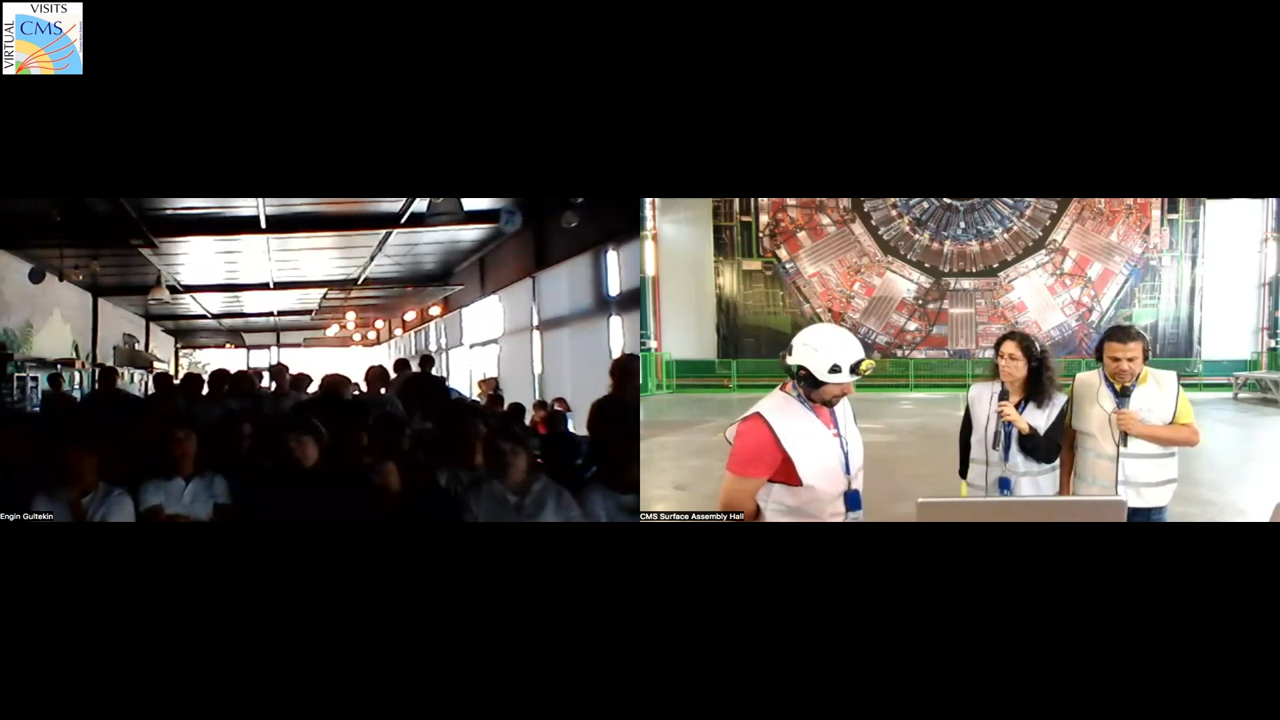 VISITS
CMS
VIRTUAL
Engin Gultekin
CMS Surface Assembly Hall